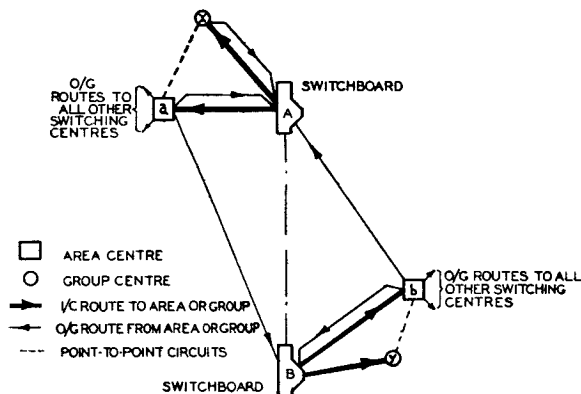 X
SWITCHBOARD
O/G
ROUTES TO
ALL OTHER
SWITCHING
CENTRES
a
A
AREA CENTRE
GROUP CENTRE
I/C ROUTE TO AREA OR GROUP
O/G ROUTE FROM AREA OR GROUP
POINT-TO-POINT CIRCUITS
b
O/G ROUTES TO ALL
OTHER SWITCHING
CENTRES
B
Y
SWITCHBOARD